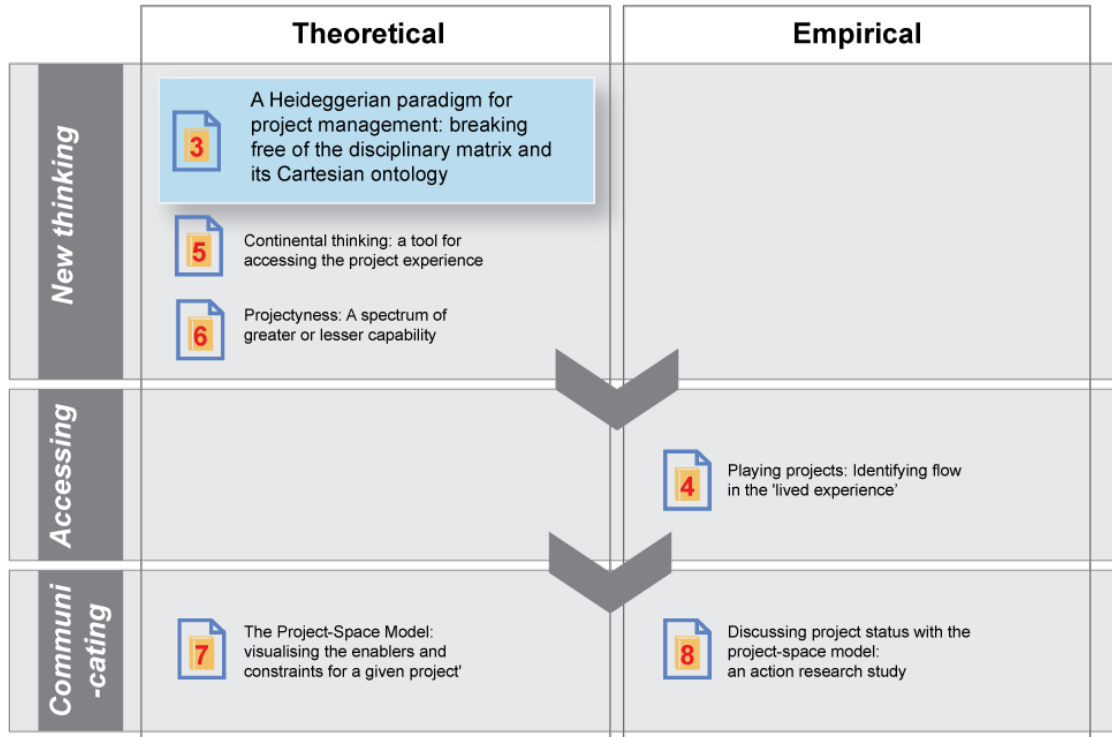 Theoretical
Empirical
New thinking
3
A Heideggerian paradigm for
project management: breaking
free of the disciplinary matrix and
its Cartesian ontology
5
Continental thinking: a tool for
accessing the project experience
6
Projectyness: A spectrum of
greater or lesser capability
Accessing
4
Playing projects: Identifying flow
in the 'lived experience’
Communi
-cating
7
The Project-Space Model:
visualising the enablers and
constraints for a given project'
8
Discussing project status with the
project-space model:
an action research study